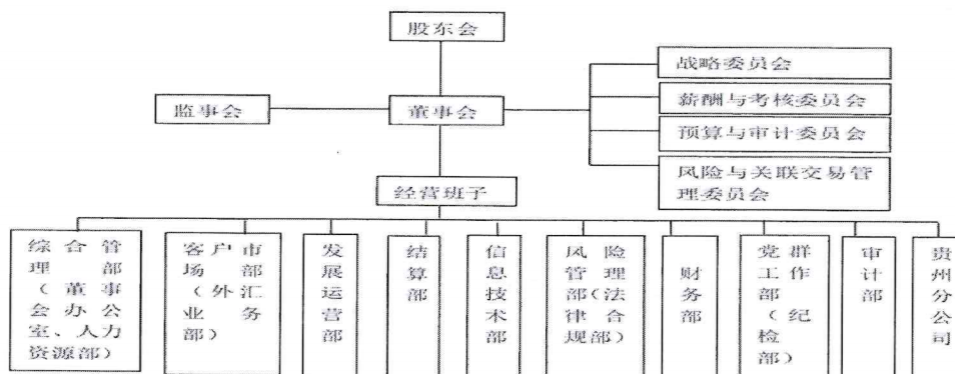 股东会
战略委员会
监事会
董事会
薪酬与考核委员会
预算与审计委员会
风险与关联交易管
理委员会
经营班子
综合管
理部
（董事
会办公
室、人力
资源部）
客户市
场部
（外汇
业务
部）
发
展
运
营
部
结
算
部
信
息
技
术
部
风险
管理
部（法
律合
规部）
财
务
部
党群
工作
部
（纪
检
部）
审
计
部
贵
州
分
公
司